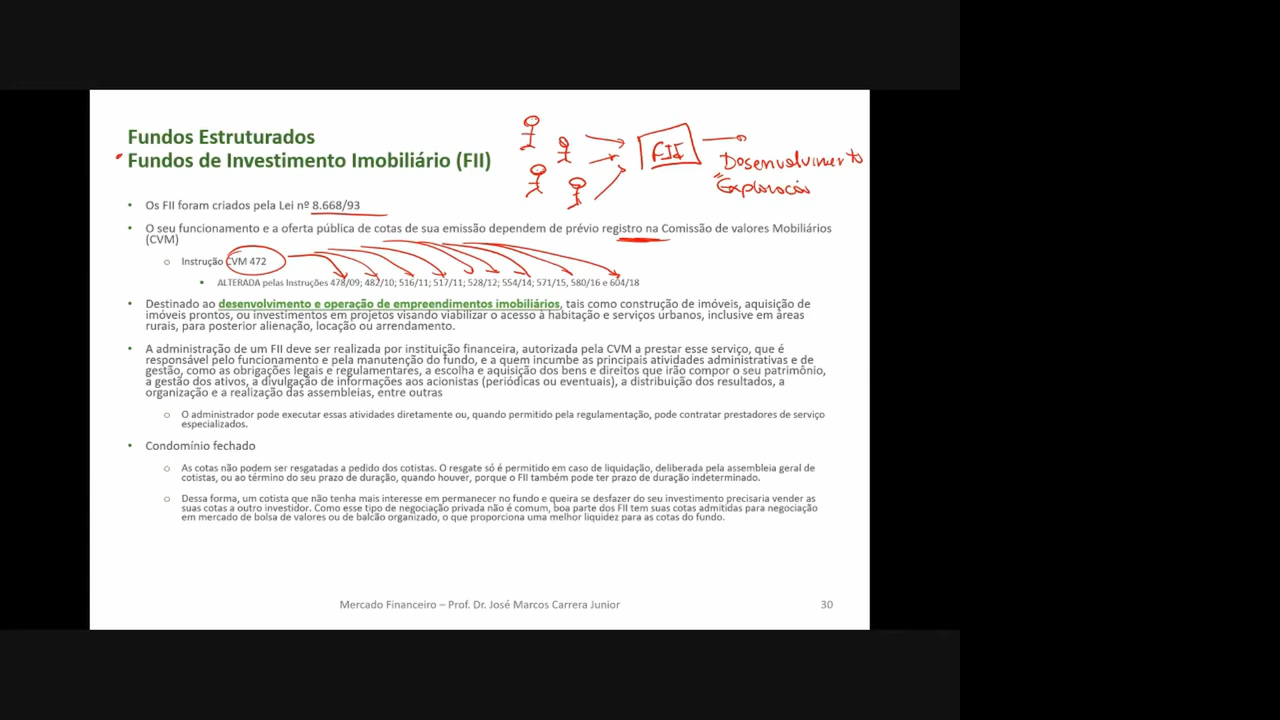 Fundos Estruturados
Fundos de Investimento Imobiliário (FII)
FII
Desenvolvimento
Exploração
• Os FII foram criados pela Lei nº 8.668/93
• O seu funcionamento e a oferta pública de cotas de sua emissão dependem de prévio registro na Comissão de valores Mobiliários
(CVM)
o Instrução CVM 472
▪ ALTERADA pelas Instruções 478/09; 482/10; 516/11; 517/11; 528/12; 554/14; 571/15, 580/16 e 604/18
• Destinado ao desenvolvimento e operação de empreendimentos imobiliários, tais como construção de imóveis, aquisição de
imóveis prontos, ou investimentos em projetos visando viabilizar o acesso à habitação e serviços urbanos, inclusive em áreas
rurais, para posterior alienação, locação ou arrendamento.
• A administração de um FII deve ser realizada por instituição financeira, autorizada pela CVM a prestar esse serviço, que é
responsável pelo funcionamento e pela manutenção do fundo, e a quem incumbe as principais atividades administrativas e de
gestão, como as obrigações legais e regulamentares, a escolha e aquisição dos bens e direitos que irão compor o seu patrimônio,
a gestão dos ativos, a divulgação de informações aos acionistas (periódicas ou eventuais), a distribuição dos resultados, a
organização e a realização das assembleias, entre outras
o O administrador pode executar essas atividades diretamente ou, quando permitido pela regulamentação, pode contratar prestadores de serviço
especializados.
• Condomínio fechado
o As cotas não podem ser resgatadas a pedido dos cotistas. O resgate só é permitido em caso de liquidação, deliberada pela assembleia geral de
cotistas, ou ao término do seu prazo de duração, quando houver, porque o FII também pode ter prazo de duração indeterminado.
o Dessa forma, um cotista que não tenha mais interesse em permanecer no fundo e queira se desfazer do seu investimento precisaria vender as
suas cotas a outro investidor. Como esse tipo de negociação privada não é comum, boa parte dos FII tem suas cotas admitidas para negociação
em mercado de bolsa de valores ou de balcão organizado, o que proporciona uma melhor liquidez para as cotas do fundo.
Mercado Financeiro – Prof. Dr. José Marcos Carrera Junior
30